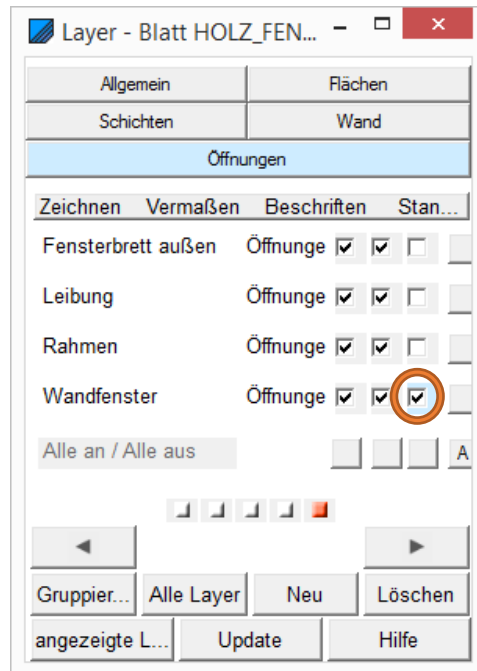 Layer - Blatt HOLZ_FEN...
Allgemein Flächen
Schichten Wand
Öffnungen
Zeichnen Vermaßen Beschriften Stan...
Fensterbrett außen Öffnunge
Leibung Öffnunge
Rahmen Öffnunge
Wandfenster Öffnunge
Alle an / Alle aus A
Gruppier... Alle Layer Neu Löschen
angezeigte L... Update Hilfe